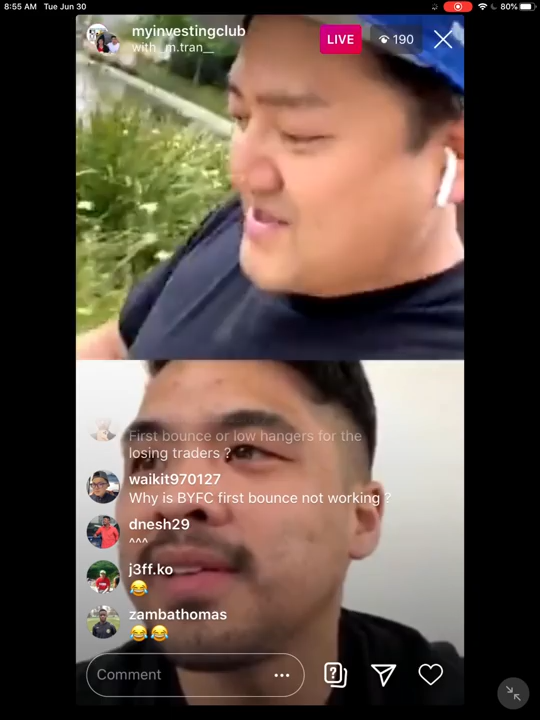 8:55 AM Tue Jun 30
80%
myinvestingclub
with _m.tran__
LIVE
190
First bounce or low hangers for the
losing traders ?
waikit970127
Why is BYFC first bounce not working ?
dnesh29
^^^
j3ff.ko
😂
zambathomas
😂😂
Comment